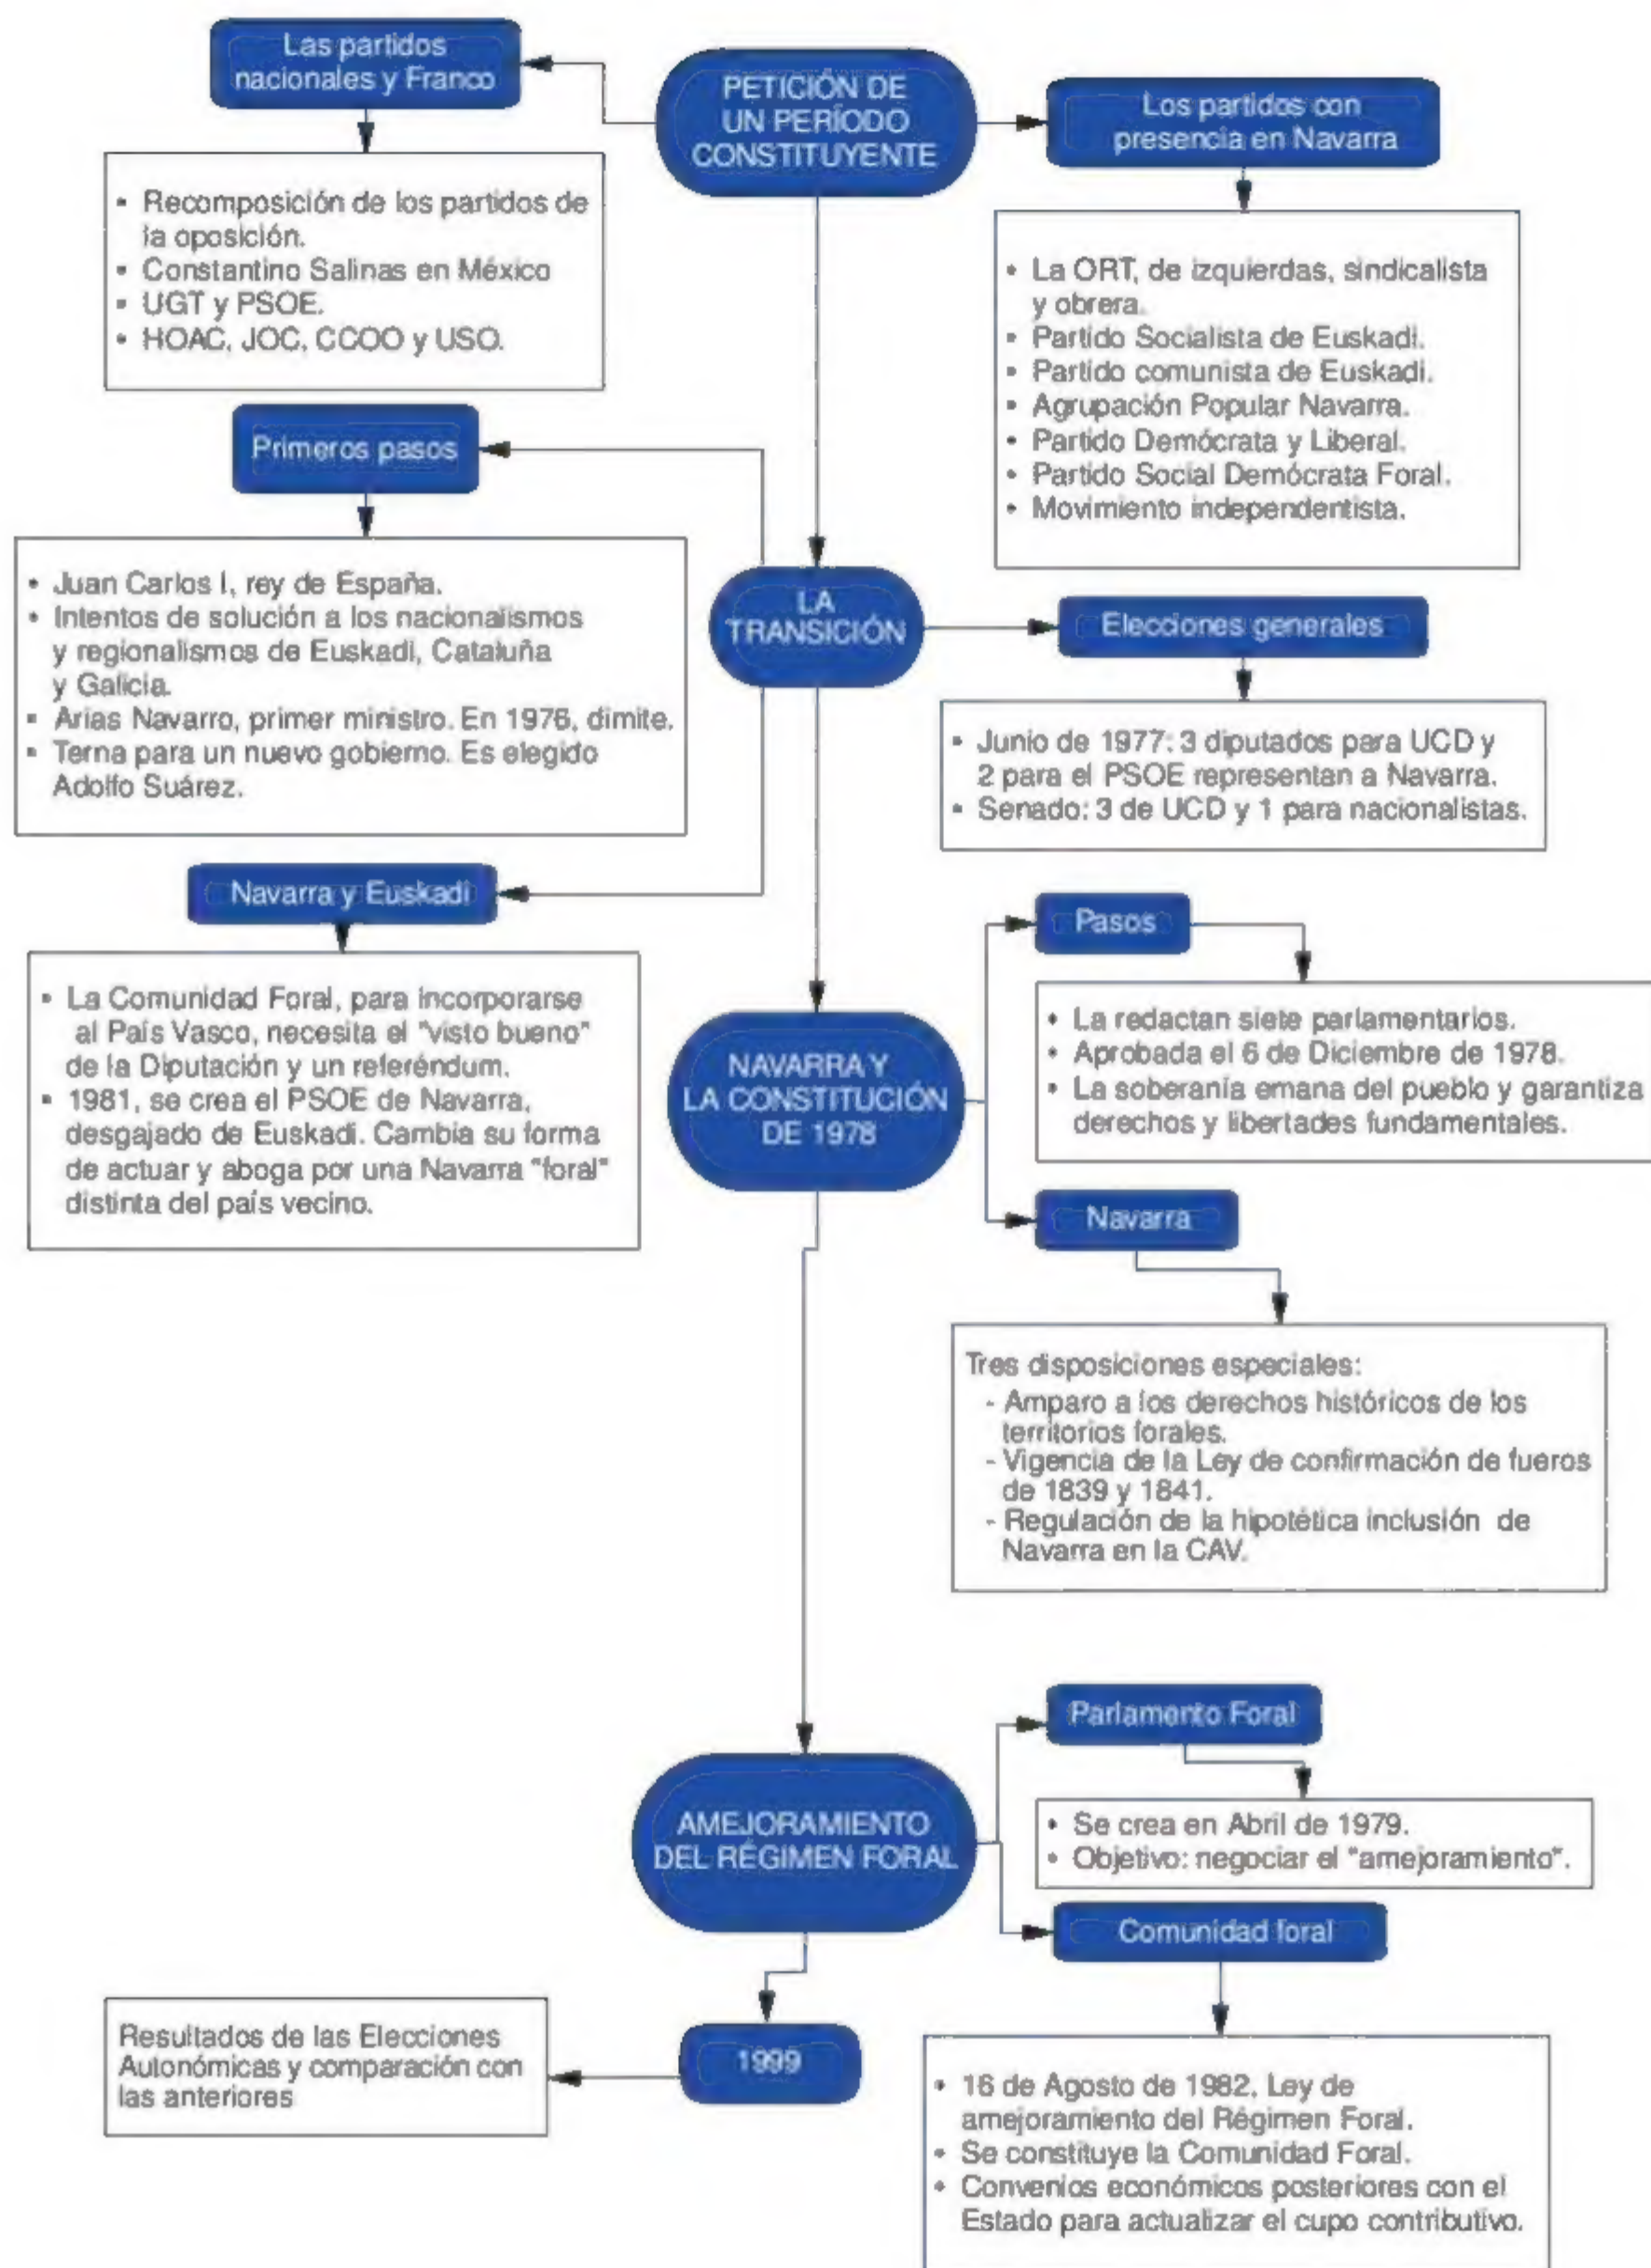 Las partidos
nacionales y Franco
PETICIÓN DE
UN PERÍODO
CONSTITUYENTE
Los partidos con
presencia en Navarra
• Recomposición de los partidos de
la oposición.
• Constantino Salinas en México
• UGT y PSOE.
• HOAC, JOC, CCOO y USO.
• La ORT, de izquierdas, sindicalista
y obrera.
• Partido Socialista de Euskadi.
• Partido comunista de Euskadi.
• Agrupación Popular Navarra.
• Partido Demócrata y Liberal.
• Partido Social Demócrata Foral.
• Movimiento independentista.
Primeros pasos
• Juan Carlos I, rey de España.
• Intentos de solución a los nacionalismos
y regionalismos de Euskadi, Cataluña
y Galicia.
• Arias Navarro, primer ministro. En 1976, dimite.
• Terna para un nuevo gobierno. Es elegido
Adolfo Suárez.
LA
TRANSICIÓN
Elecciones generales
• Junio de 1977: 3 diputados para UCD y
2 para el PSOE representan a Navarra.
• Senado: 3 de UCD y 1 para nacionalistas.
Navarra y Euskadi
• La Comunidad Foral, para incorporarse
al País Vasco, necesita el "visto bueno"
de la Diputación y un referéndum.
• 1981, se crea el PSOE de Navarra,
desgajado de Euskadi. Cambia su forma
de actuar y aboga por una Navarra "foral"
distinta del país vecino.
NAVARRA Y
LA CONSTITUCIÓN
DE 1978
Pasos
• La redactan siete parlamentarios.
• Aprobada el 6 de Diciembre de 1978.
• La soberanía emana del pueblo y garantiza
derechos y libertades fundamentales.
Navarra
Tres disposiciones especiales:
- Amparo a los derechos históricos de los
territorios forales.
- Vigencia de la Ley de confirmación de fueros
de 1839 y 1841.
- Regulación de la hipotética inclusión de
Navarra en la CAV.
AMEJORAMIENTO
DEL RÉGIMEN FORAL
Parlamento Foral
• Se crea en Abril de 1979.
• Objetivo: negociar el "amejoramiento".
Comunidad foral
• 16 de Agosto de 1982, Ley de
amejoramiento del Régimen Foral.
• Se constituye la Comunidad Foral.
• Convenios económicos posteriores con el
Estado para actualizar el cupo contributivo.
1999
Resultados de las Elecciones
Autonómicas y comparación con
las anteriores